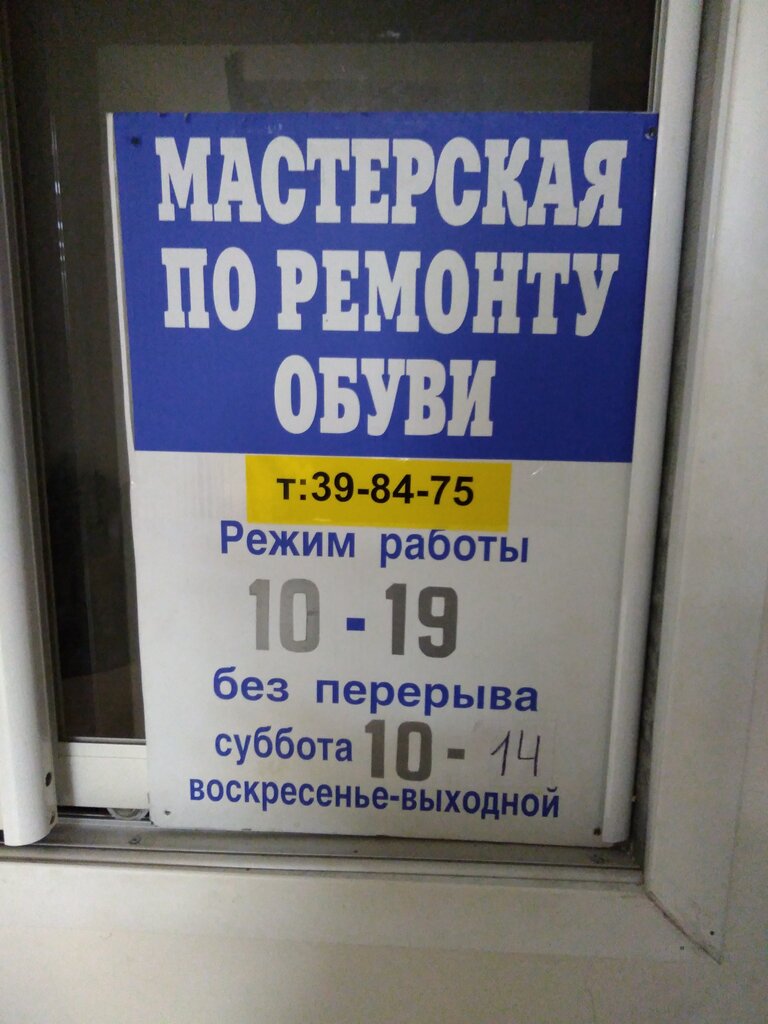 МАСТЕРСКАЯ
ПО РЕМОНТУ
ОБУВИ
т:39-84-75
Режим работы
10 - 19
без перерыва
суббота 10 - 14
воскресенье-выходной